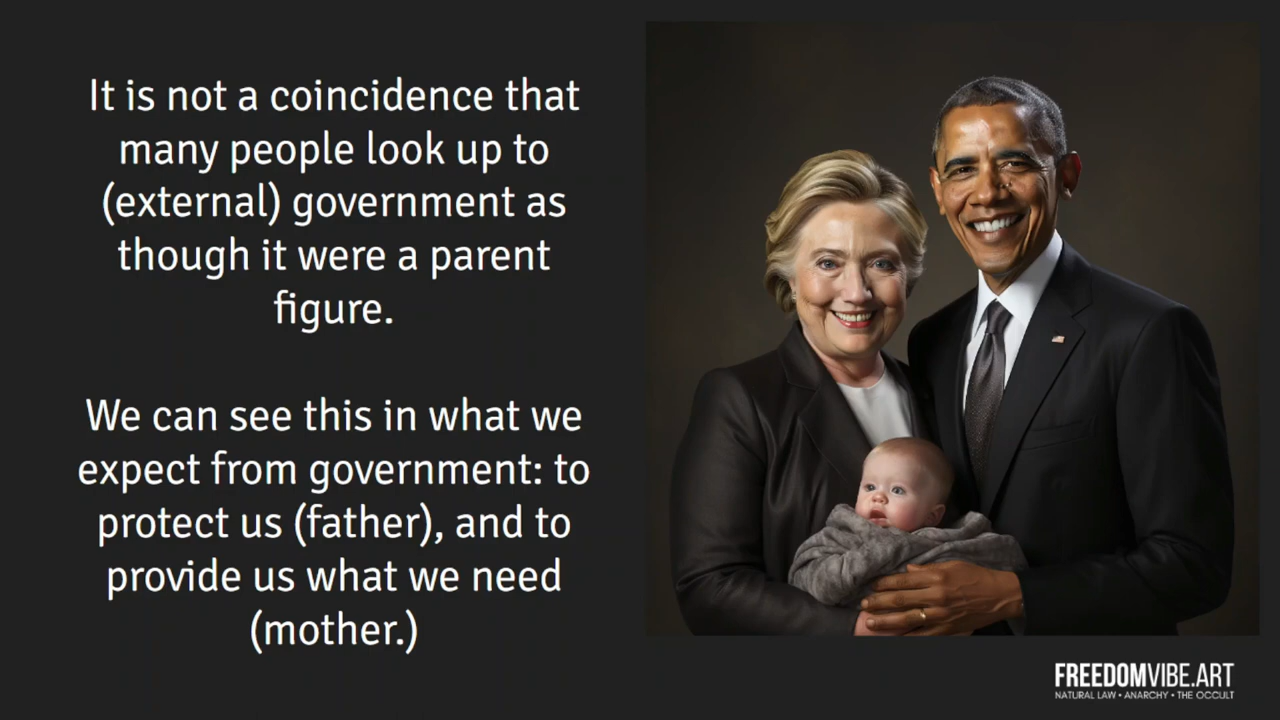 It is not a coincidence that
many people look up to
(external) government as
though it were a parent
figure.
We can see this in what we
expect from government: to
protect us (father), and to
provide us what we need
(mother.)
FREEDOMVIBE.ART
NATURAL LAW • ANARCHY • THE OCCULT